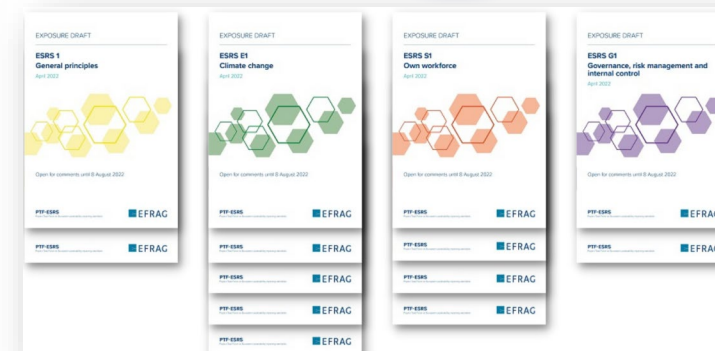 EXPOSURE DRAFT
ESRS 1
General principles
April 2022
Open for comments until 8 August 2022
PTF-ESRS
EFRAG
PTF-ESRS
EFRAG
EXPOSURE DRAFT
ESRS E1
Climate change
April 2022
Open for comments until 8 August 2022
PTF-ESRS
EFRAG
PTF-ESRS
EFRAG
PTF-ESRS
EFRAG
PTF-ESRS
EFRAG
PTF-ESRS
EFRAG
EXPOSURE DRAFT
ESRS S1
Own workforce
April 2022
Open for comments until 8 August 2022
PTF-ESRS
EFRAG
PTF-ESRS
EFRAG
PTF-ESRS
EFRAG
PTF-ESRS
EFRAG
EXPOSURE DRAFT
ESRS G1
Governance, risk management and
internal control
April 2022
Open for comments until 8 August 2022
PTF-ESRS
EFRAG
PTF-ESRS
EFRAG